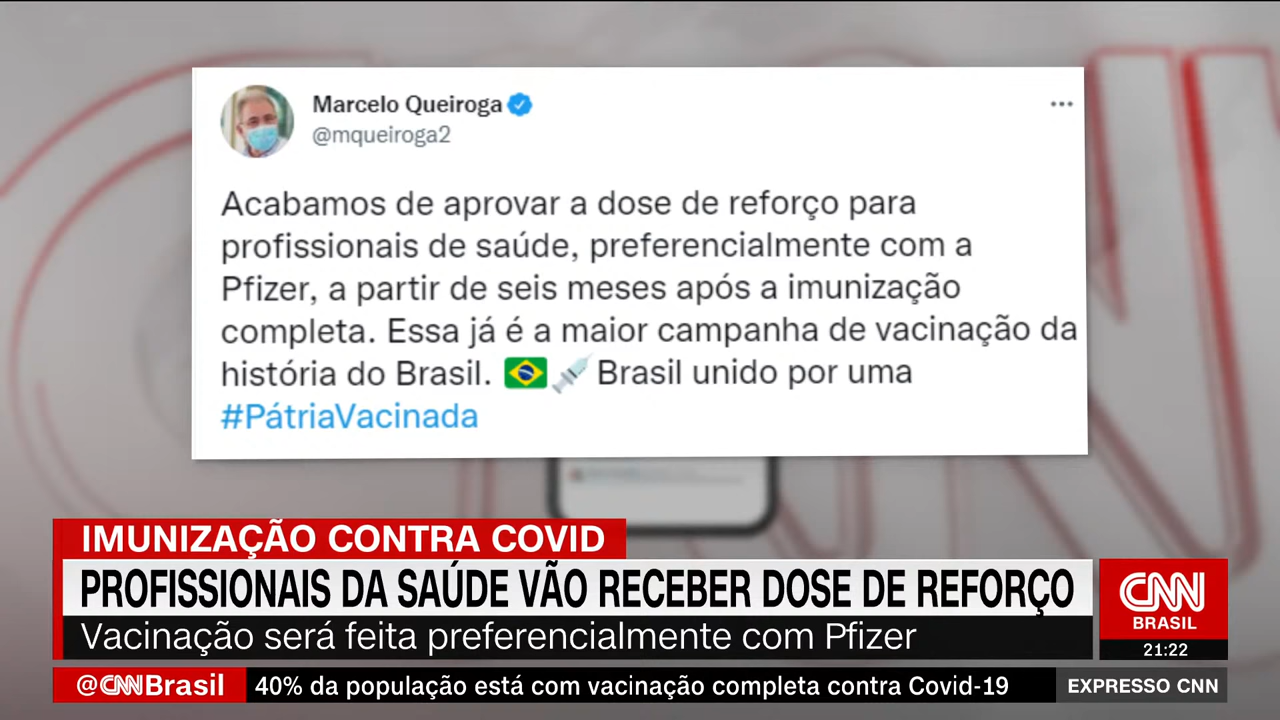 Marcelo Queiroga
@mqueiroga2
Acabamos de aprovar a dose de reforço para
profissionais de saúde, preferencialmente com a
Pfizer, a partir de seis meses após a imunização
completa. Essa já é a maior campanha de vacinação da
história do Brasil. 🇧🇷💉 Brasil unido por uma
#PátriaVacinada
IMUNIZAÇÃO CONTRA COVID
PROFISSIONAIS DA SAÚDE VÃO RECEBER DOSE DE REFORÇO
Vacinação será feita preferencialmente com Pfizer
CNN
BRASIL
21:22
@CNNBrasil 40% da população está com vacinação completa contra Covid-19 EXPRESSO CNN